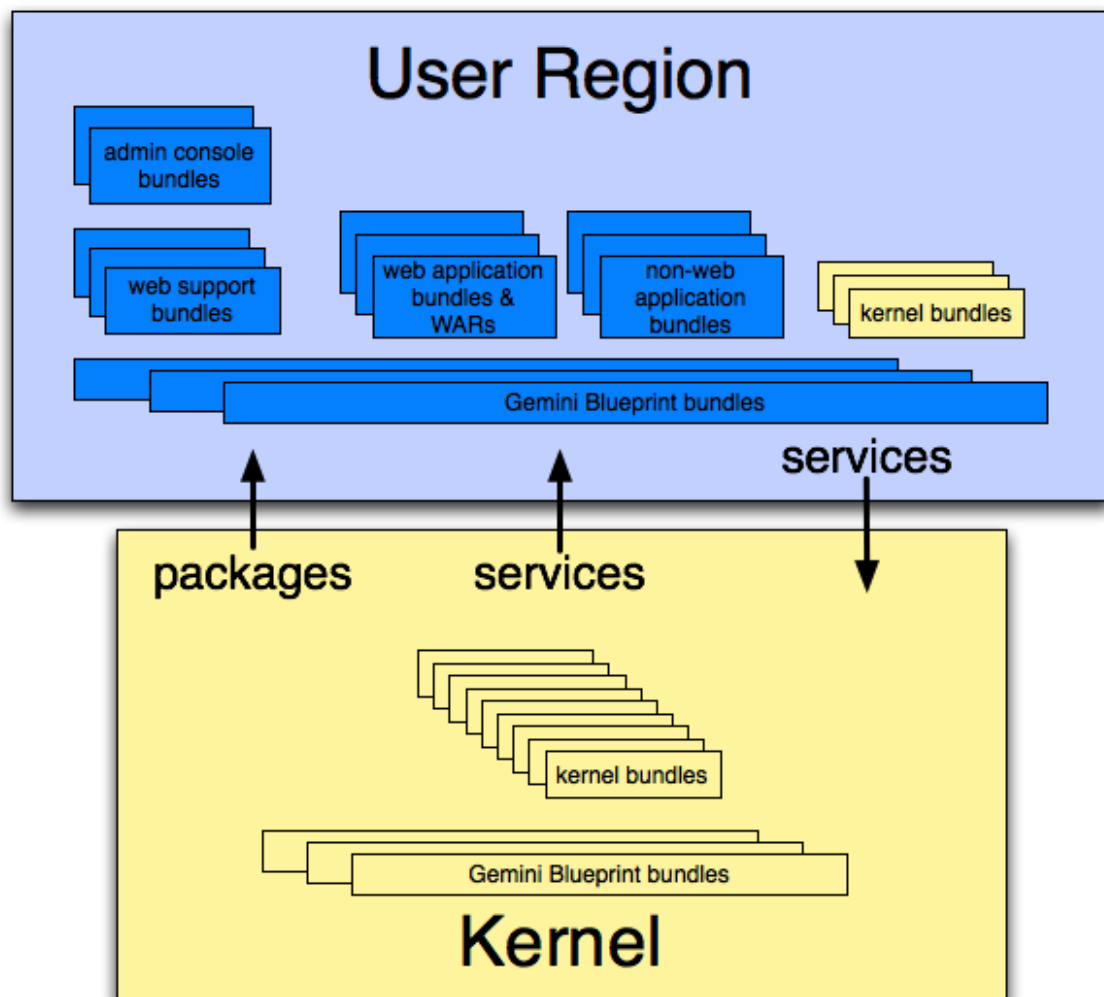 User Region
admin console
bundles
web support
bundles
web application
bundles &
WARs
non-web
application
bundles
kernel bundles
Gemini Blueprint bundles
services
packages
services
kernel bundles
Gemini Blueprint bundles
Kernel